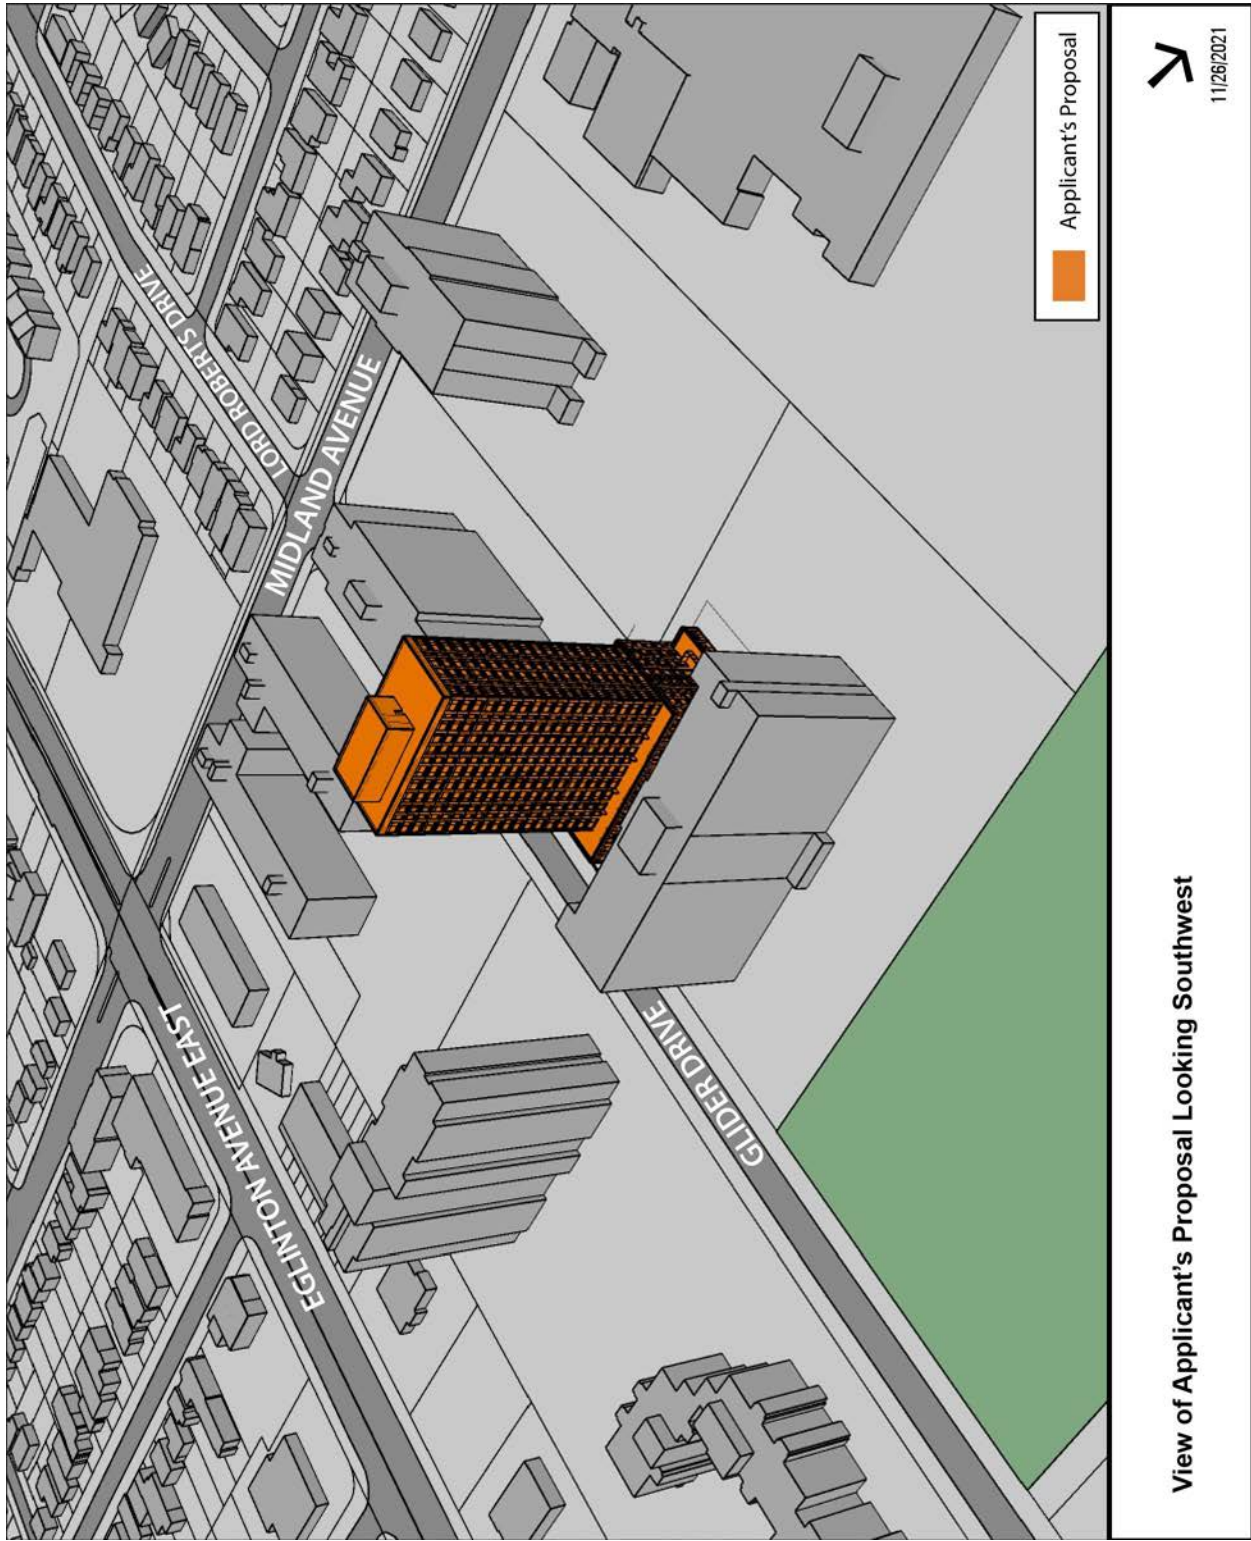 LORD ROBERTS DRIVE
MIDLAND AVENUE
EGLINTON AVENUE EAST
GLIDER DRIVE
Applicant's Proposal
View of Applicant's Proposal Looking Southwest
11/26/2021